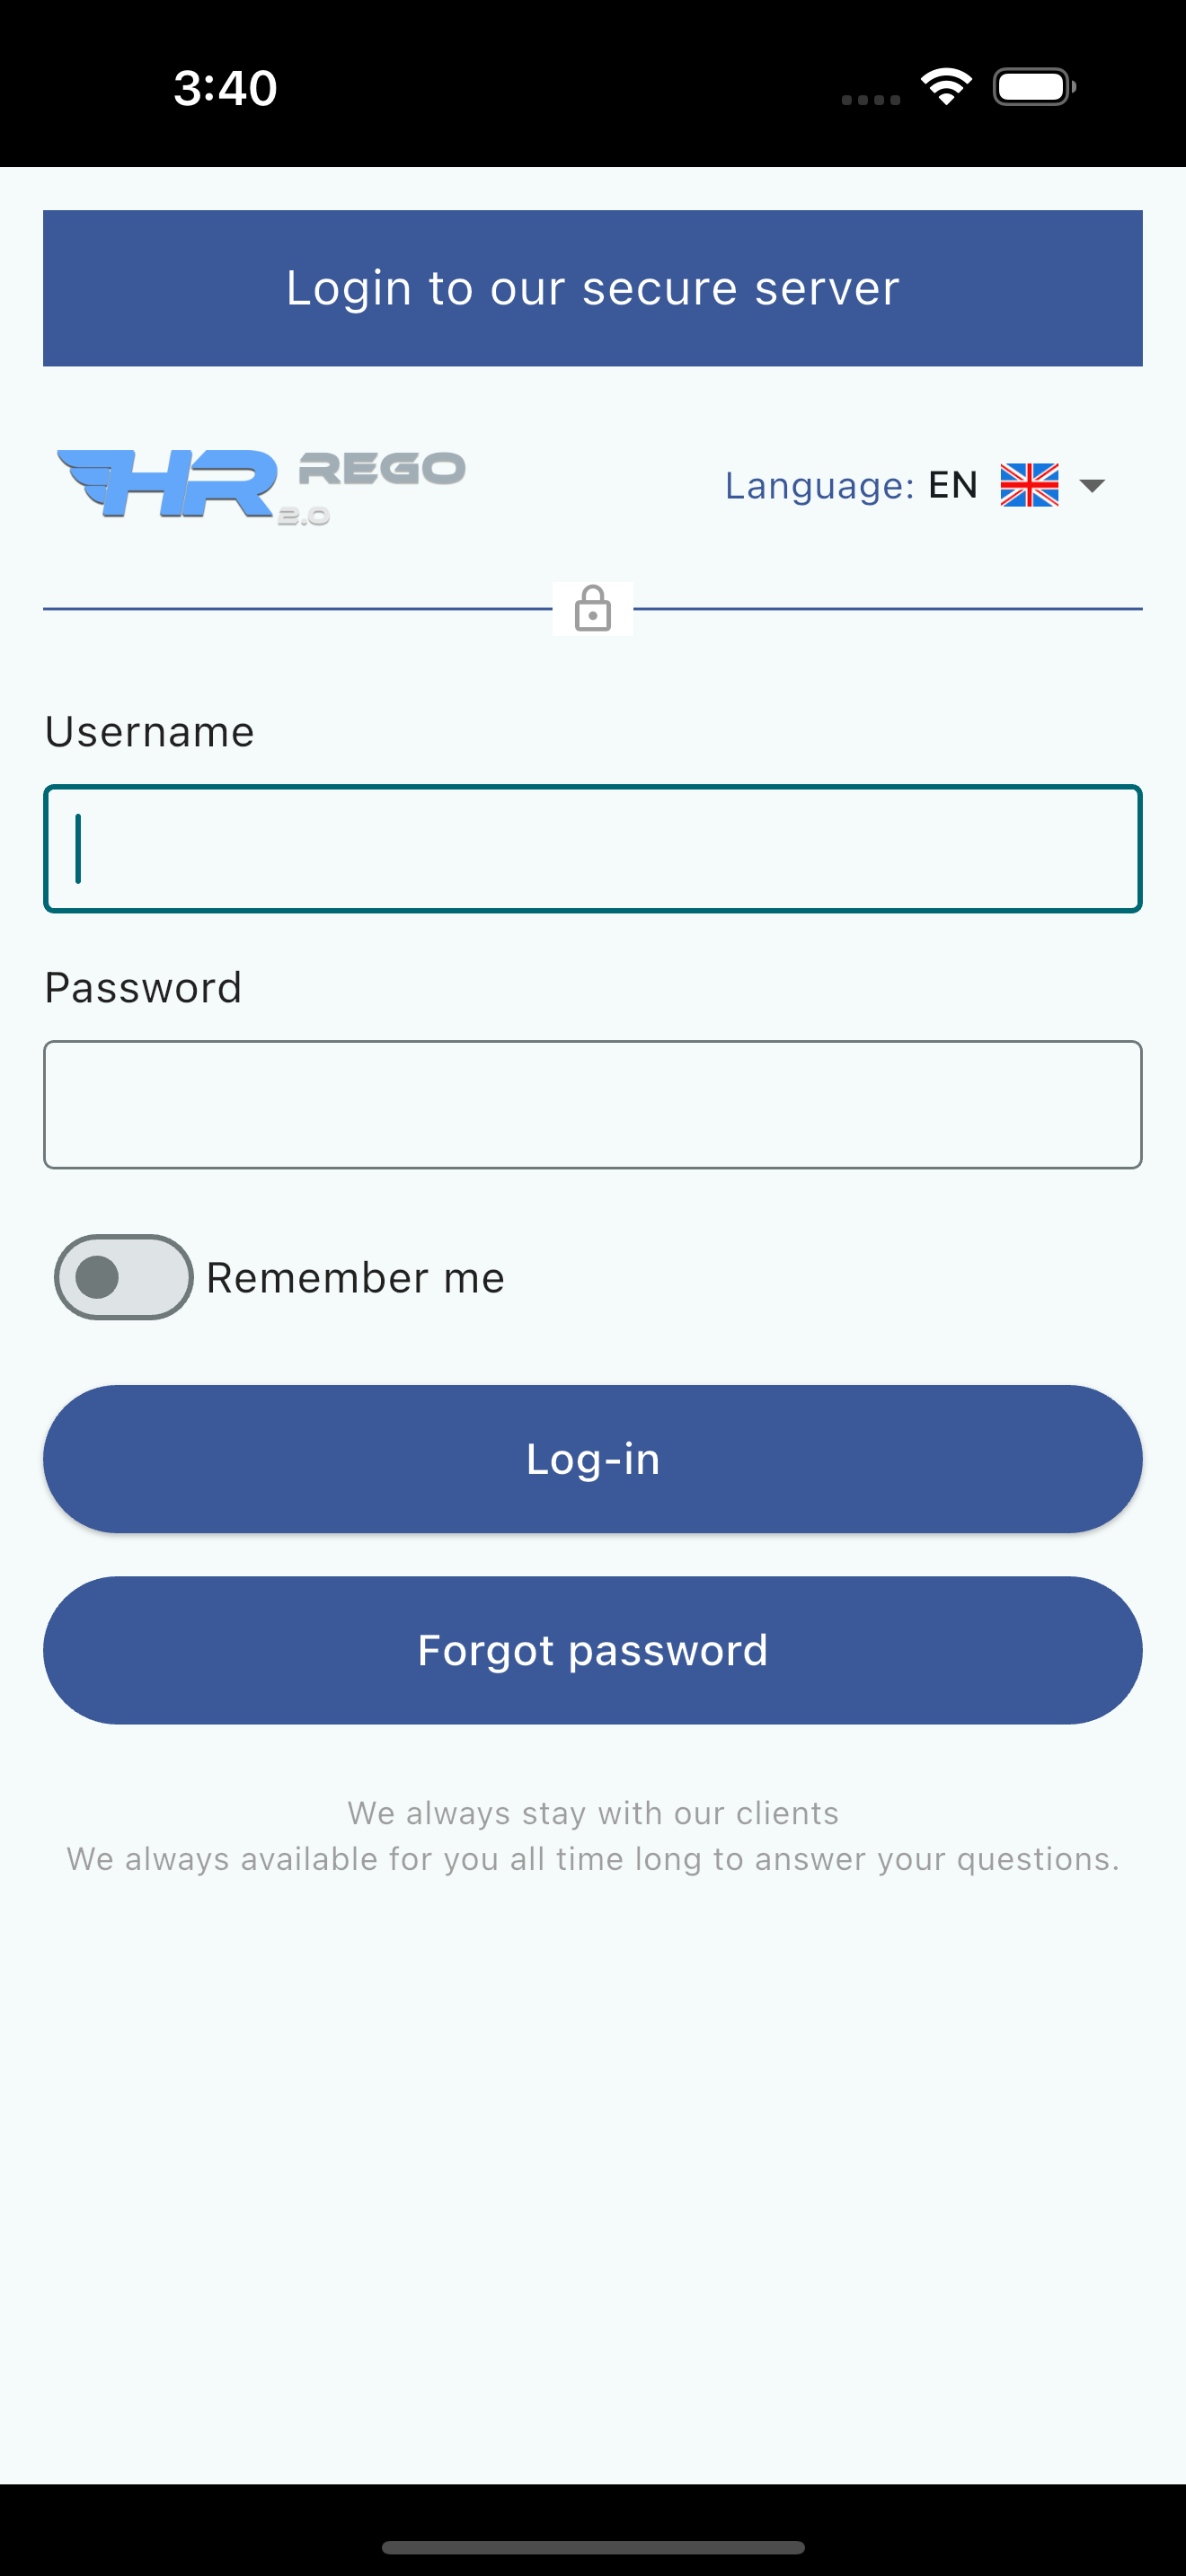 3:40
Login to our secure server
HR REGO
2.0
Language: EN
Username
Password
Remember me
Log-in
Forgot password
We always stay with our clients
We always available for you all time long to answer your questions.